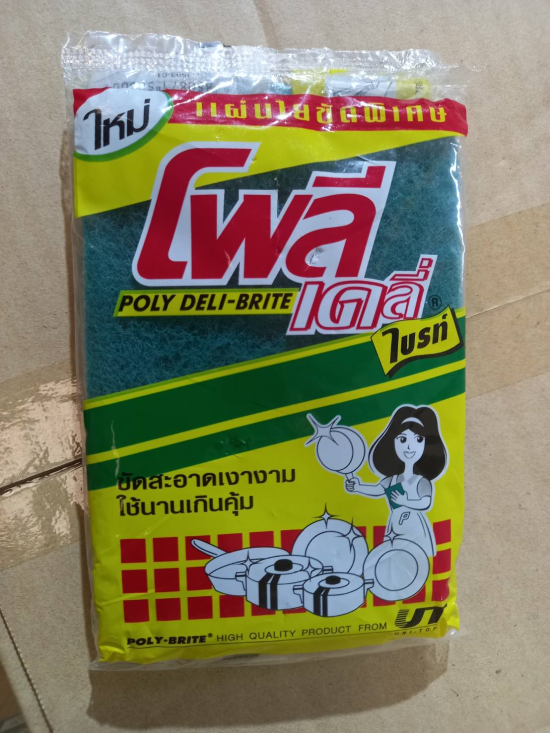 ใหม่
แผ่นใยขัดพิเศษ
โพลี
POLY DELI-BRITE
เดลี่ ®
ไบรท์
ขัดสะอาดเงางาม
ใช้นานเกินคุ้ม
P
POLY-BRITE® HIGH QUALITY PRODUCT FROM
UNI-TOP